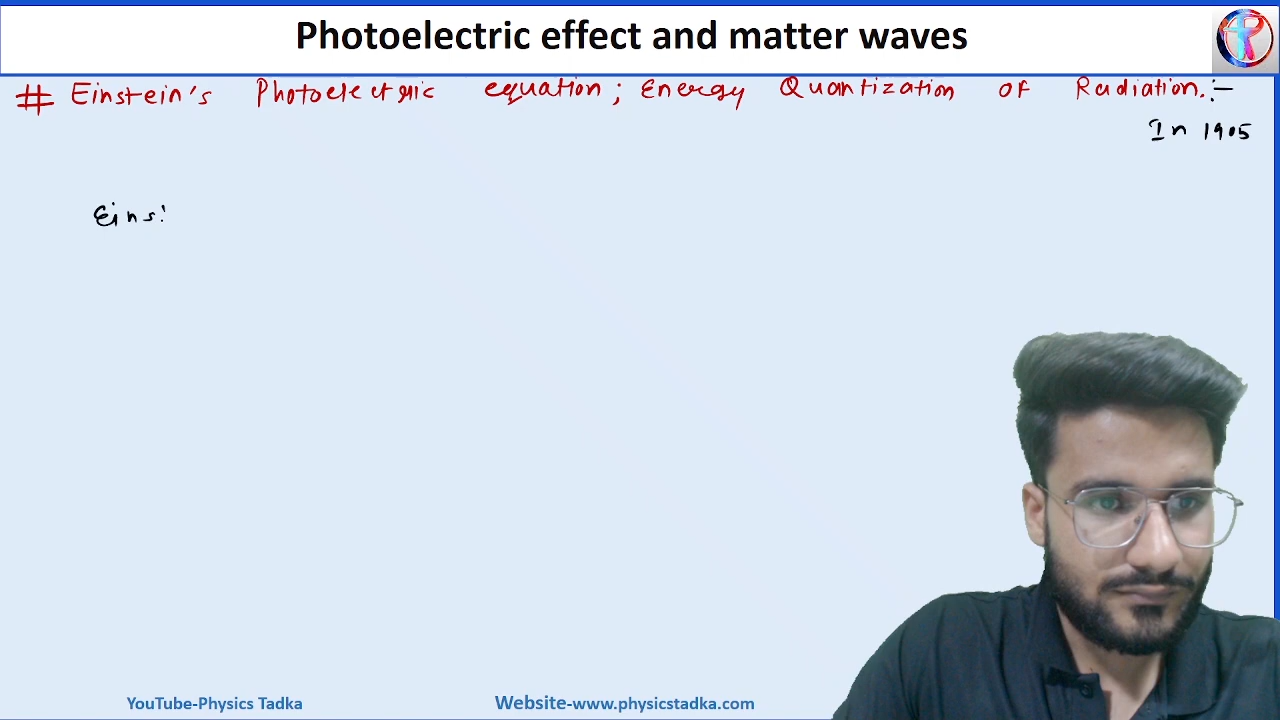 Photoelectric effect and matter waves
# Einstein's Photoelectric equation; Energy Quantization of Radiation.:-
In 1905
Eins
YouTube-Physics Tadka
Website-www.physicstadka.com